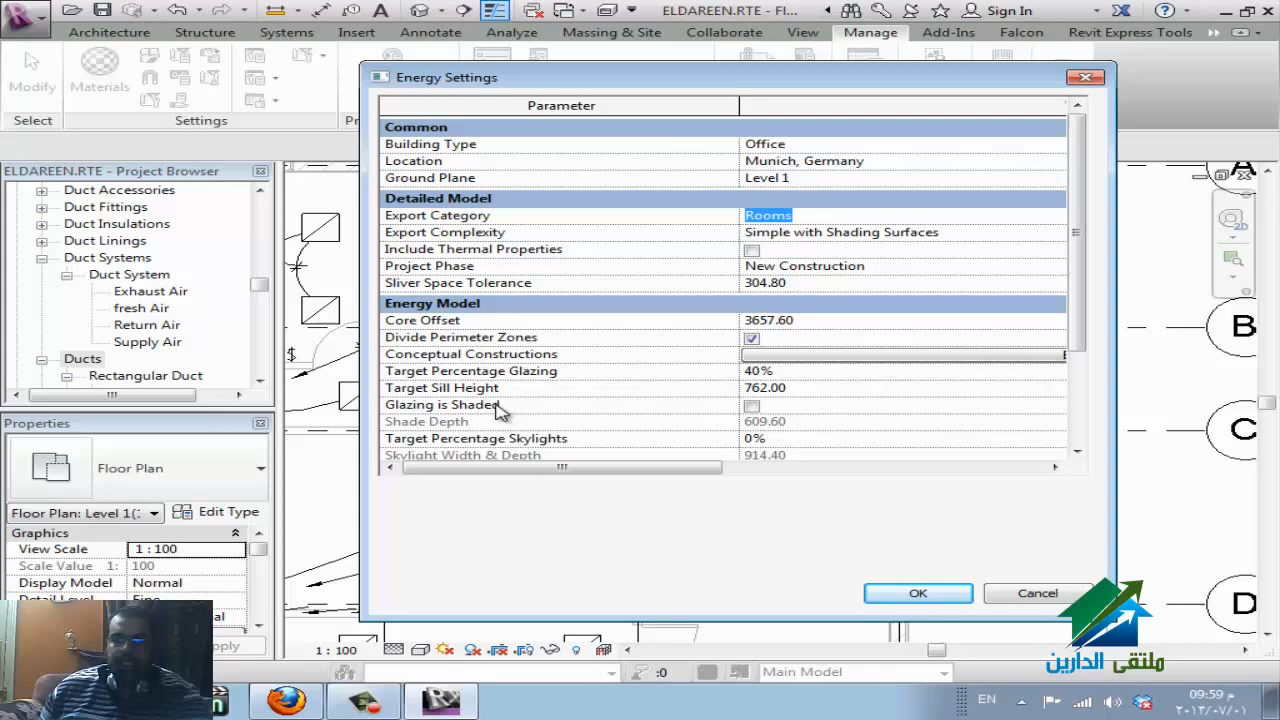 ELDAREEN.RTE - FI...
Sign In
Architecture Structure Systems Insert Annotate Analyze Massing & Site Collaborate View Manage Add-Ins Falcon Revit Express Tools
Modify
Materials
Select
Settings
Energy Settings
Parameter
Common
Building Type Office
Location Munich, Germany
Ground Plane Level 1
Detailed Model
Export Category Rooms
Export Complexity Simple with Shading Surfaces
Include Thermal Properties
Project Phase New Construction
Sliver Space Tolerance 304.80
Energy Model
Core Offset 3657.60
Divide Perimeter Zones
Conceptual Constructions
Target Percentage Glazing 40%
Target Sill Height 762.00
Glazing is Shaded
Shade Depth 609.60
Target Percentage Skylights 0%
Skylight Width & Depth 914.40
OK Cancel
ELDAREEN.RTE - Project Browser
Duct Accessories
Duct Fittings
Duct Insulations
Duct Linings
Duct Systems
Duct System
Exhaust Air
fresh Air
Return Air
Supply Air
Ducts
Rectangular Duct
Properties
Floor Plan
Floor Plan: Level 1(
Edit Type
Graphics
View Scale 1 : 100
Scale Value 1: 100
Display Model Normal
A
B
C
D
2D
1 : 100
:0
Main Model
ملتقى الدارين
EN
09:59 م
٢٠١٣/٠٧/٠١